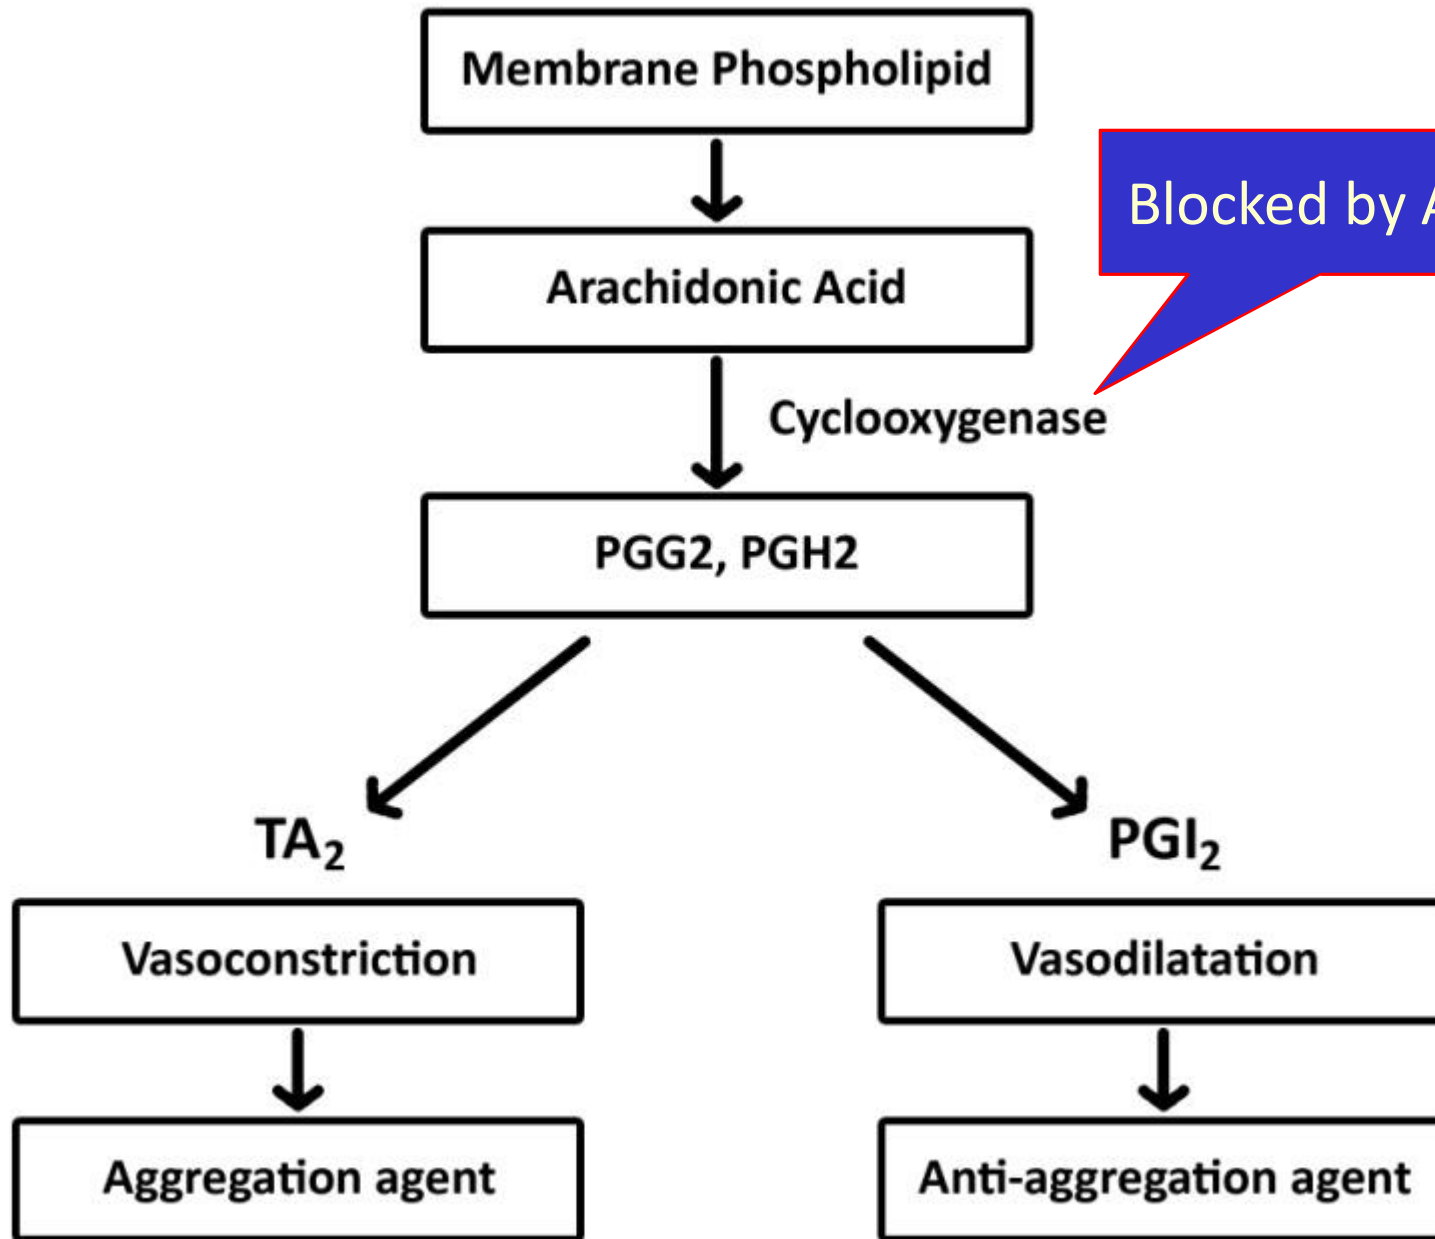 Membrane Phospholipid
Blocked by A
Arachidonic Acid
Cyclooxygenase
PGG2, PGH2
TA₂
PGI₂
Vasoconstriction
Vasodilatation
Aggregation agent
Anti-aggregation agent